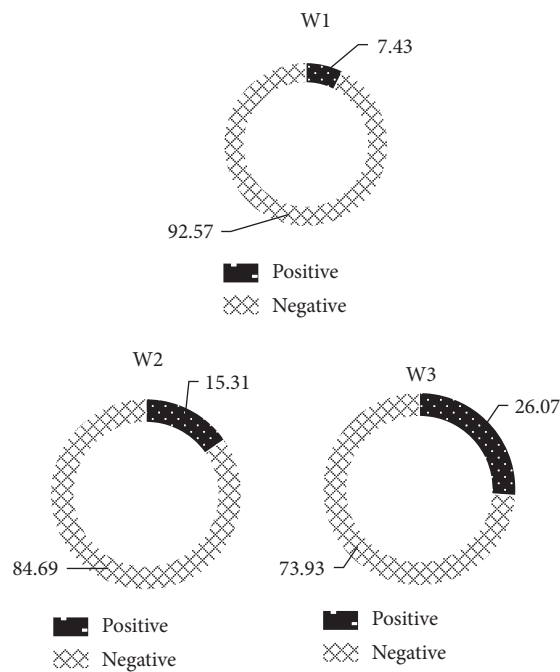 W1
7.43
92.57
Positive
Negative
W2
15.31
84.69
Positive
Negative
W3
26.07
73.93
Positive
Negative